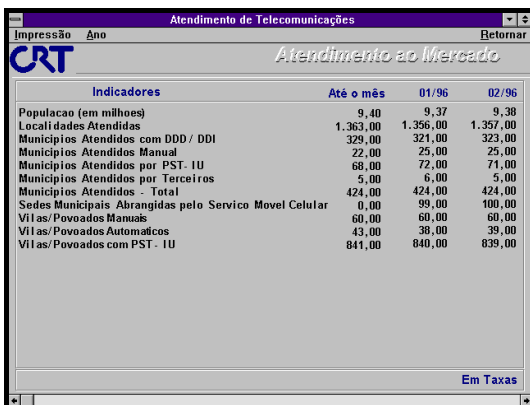 Atendimento de Telecomunicações
Impressão Ano Retornar
CRT Atendimento ao Mercado
Indicadores Até o mês 01/96 02/96
Populacao (em milhoes) 9,40 9,37 9,38
Localidades Atendidas 1.363,00 1.356,00 1.357,00
Municipios Atendidos com DDD / DDI 329,00 321,00 323,00
Municipios Atendidos Manual 22,00 25,00 25,00
Municipios Atendidos por PST- IU 68,00 72,00 71,00
Municipios Atendidos por Terceiros 5,00 6,00 5,00
Municipios Atendidos - Total 424,00 424,00 424,00
Sedes Municipais Abrangidas pelo Servico Movel Celular 0,00 99,00 100,00
Vilas/Povoados Manuais 60,00 60,00 60,00
Vilas/Povoados Automaticos 43,00 38,00 39,00
Vilas/Povoados com PST- IU 841,00 840,00 839,00
Em Taxas